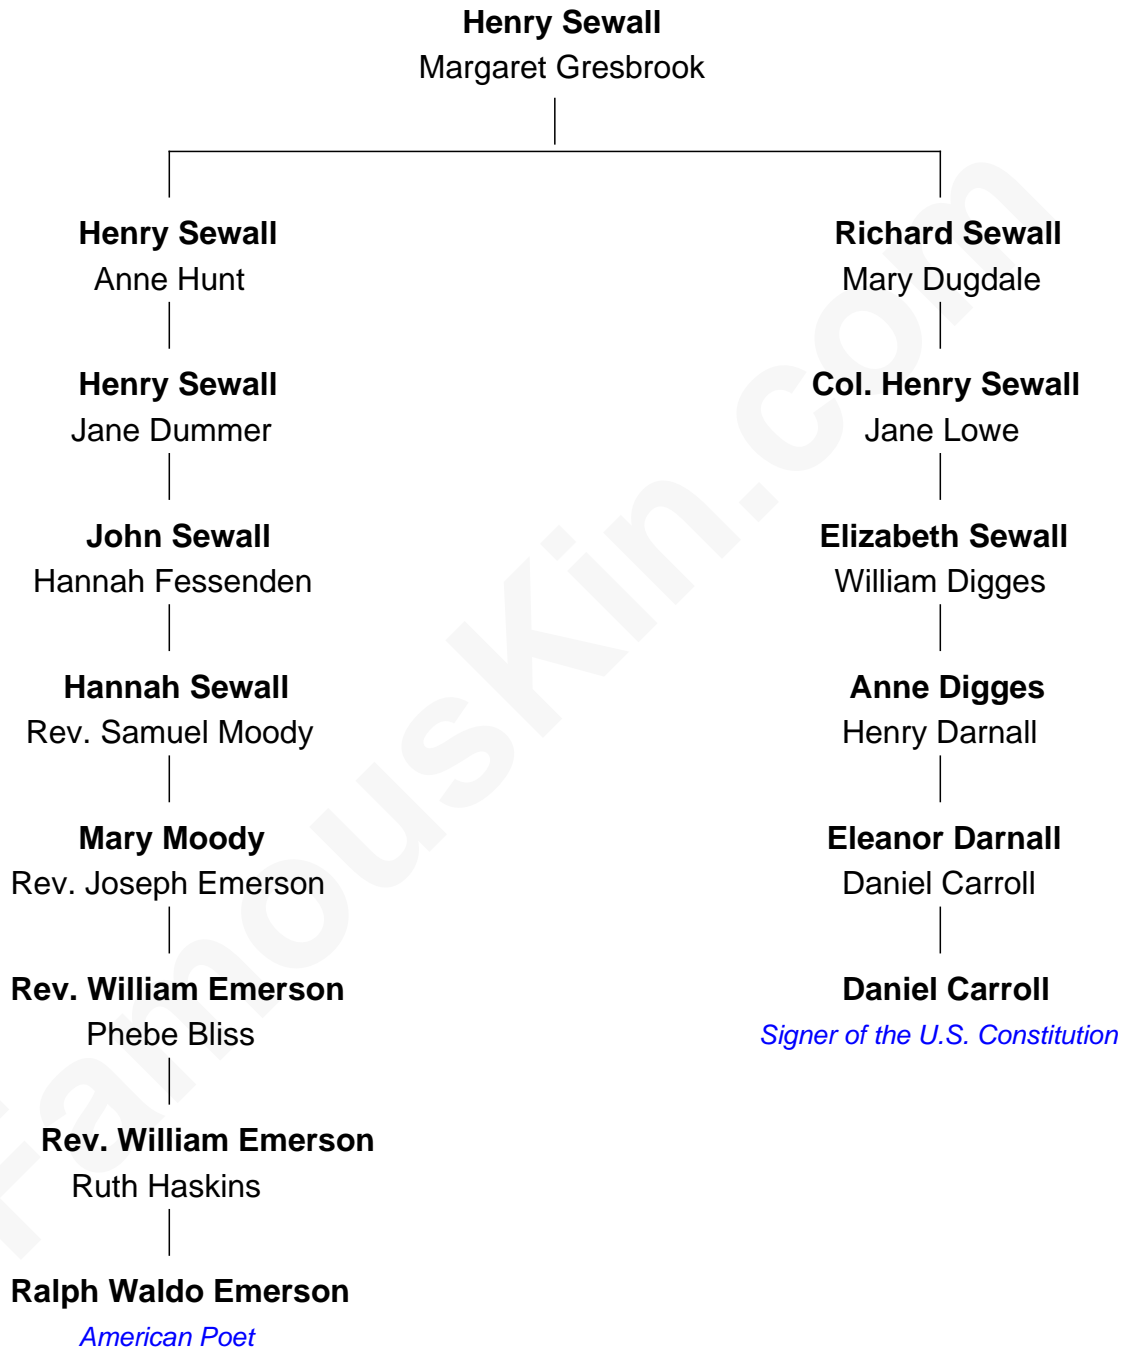 Henry Sewall
Margaret Gresbrook
Henry Sewall
Anne Hunt
Richard Sewall
Mary Dugdale
Henry Sewall
Jane Dummer
Col. Henry Sewall
Jane Lowe
John Sewall
Hannah Fessenden
Elizabeth Sewall
William Digges
Hannah Sewall
Rev. Samuel Moody
Anne Digges
Henry Darnall
Mary Moody
Rev. Joseph Emerson
Eleanor Darnall
Daniel Carroll
Rev. William Emerson
Phebe Bliss
Daniel Carroll
Signer of the U.S. Constitution
Rev. William Emerson
Ruth Haskins
Ralph Waldo Emerson
American Poet
FamousKin.com